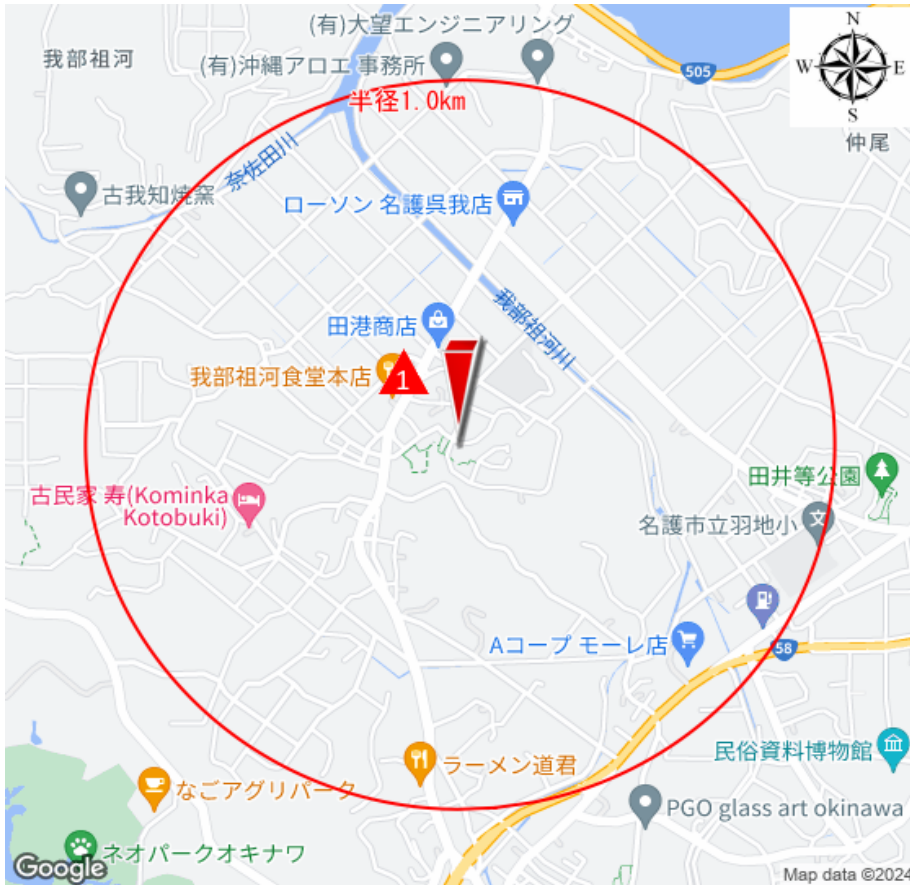 (有)大望エンジニアリング
N
我部祖河
(有)沖縄アロエ 事務所
W
E
505
半径1.0km
S
仲尾
奈佐田川
古我知焼窯
ローソン 名護呉我店
我部祖河川
田港商店
我部祖河食堂本店
1
田井等公園
古民家 寿(Kominka
Kotobuki)
名護市立羽地小
文
Aコープ モーレ店
58
民俗資料博物館
ラーメン道君
なごアグリパーク
PGO glass art okinawa
ネオパークオキナワ
Google
Map data ©2024